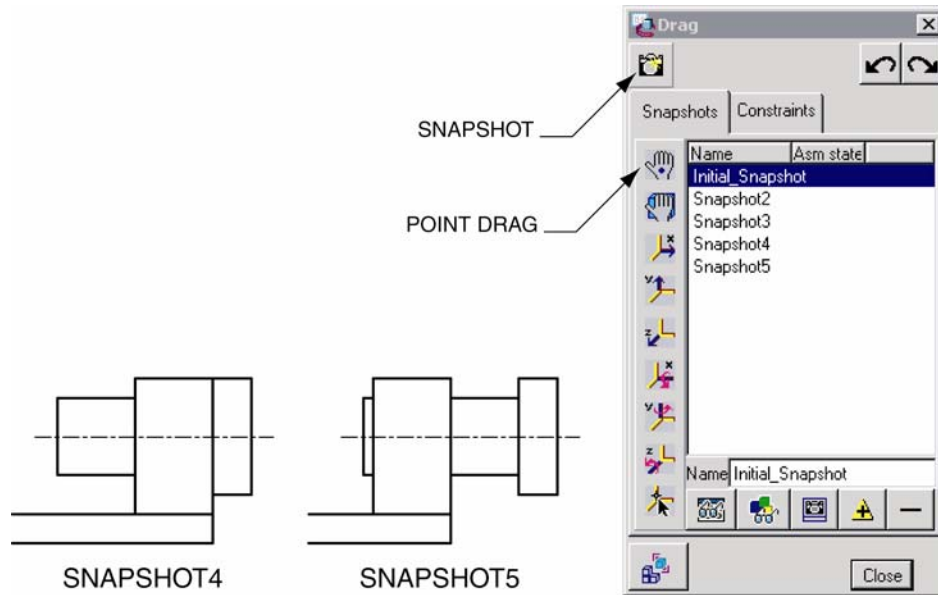 Drag
SNAPSHOT
Snapshots Constraints
POINT DRAG
Name Asm state
Initial_Snapshot
Snapshot2
Snapshot3
Snapshot4
Snapshot5
x
y
z
x
y
z
Name Initial_Snapshot
Close
SNAPSHOT4 SNAPSHOT5